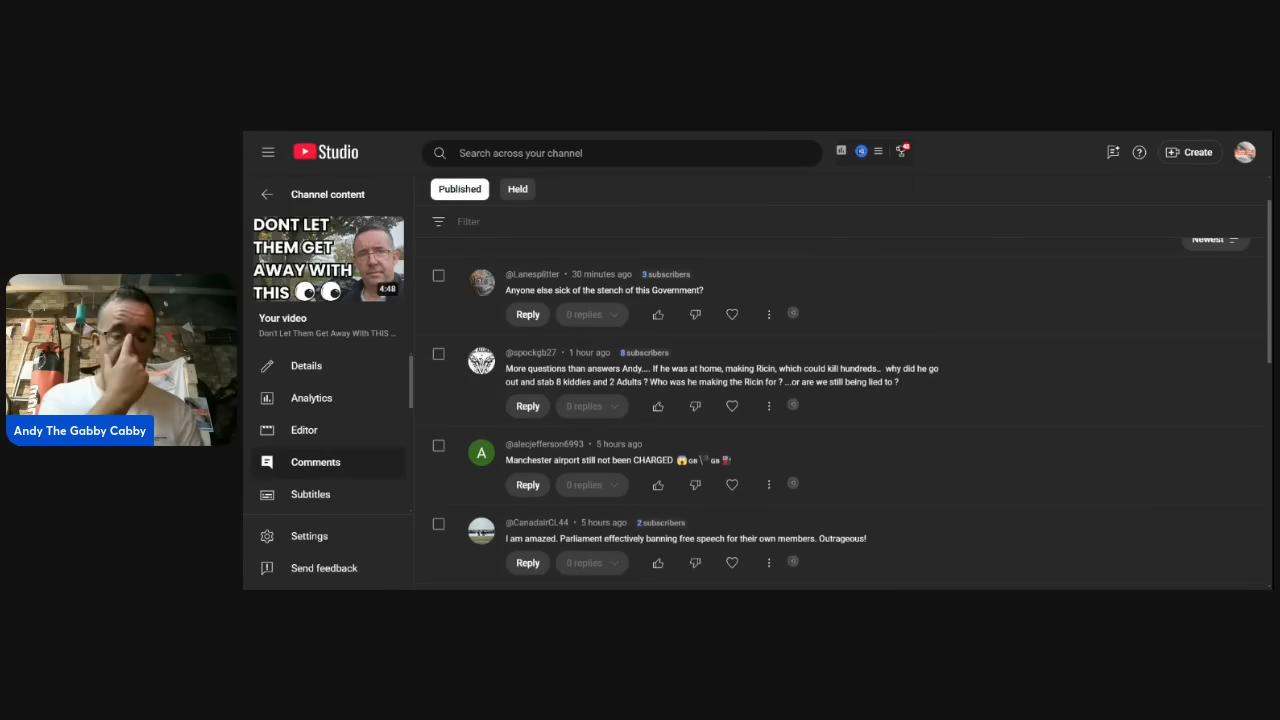 Studio
Search across your channel
Create
Channel content
Published
Held
Filter
Newest
DONT LET
THEM GET
AWAY WITH
THIS
4:48
Your video
Don't Let Them Get Away With THIS ...
Details
Analytics
Editor
Comments
Subtitles
Settings
Send feedback
Andy The Gabby Cabby
@Lanesplitter • 30 minutes ago 3 subscribers
Anyone else sick of the stench of this Government?
Reply 0 replies
@spockgb27 • 1 hour ago 8 subscribers
More questions than answers Andy.... If he was at home, making Ricin, which could kill hundreds.. why did he go
out and stab 8 kiddies and 2 Adults ? Who was he making the Ricin for ? ...or are we still being lied to ?
Reply 0 replies
A
@alecjefferson6993 • 5 hours ago
Manchester airport still not been CHARGED 😱GB🏴GB
Reply 0 replies
@CanadairCL44 • 5 hours ago 2 subscribers
I am amazed. Parliament effectively banning free speech for their own members. Outrageous!
Reply 0 replies